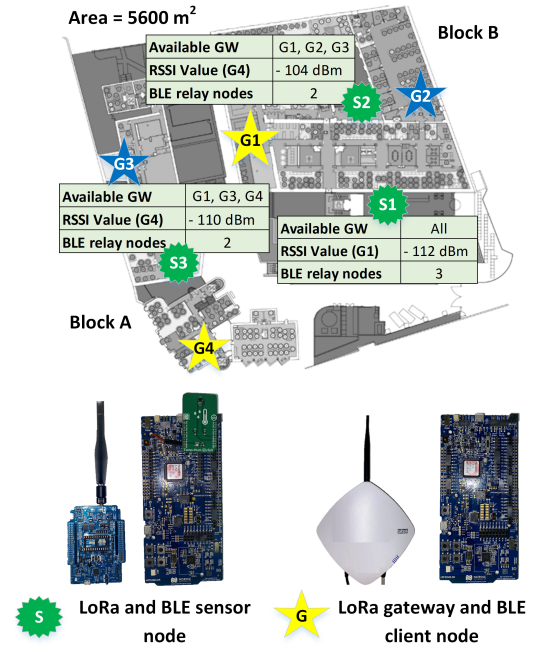 Area = 5600 m²
Block B
Available GW G1, G2, G3
RSSI Value (G4) - 104 dBm
BLE relay nodes 2
S2
G2
G1
G3
Available GW G1, G3, G4
RSSI Value (G4) - 110 dBm
BLE relay nodes 2
S1
Available GW All
RSSI Value (G1) - 112 dBm
BLE relay nodes 3
S3
Block A
G4
S LoRa and BLE sensor
node
G LoRa gateway and BLE
client node